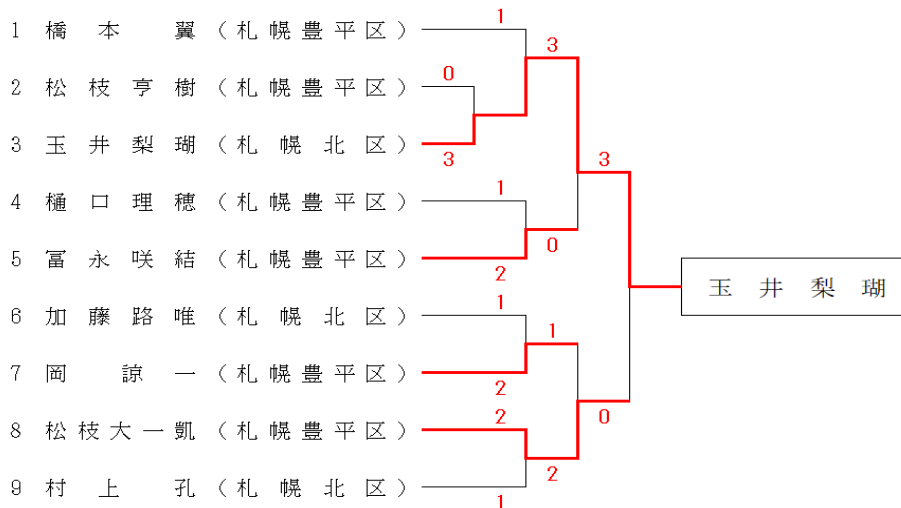 1 橋本 翼 (札幌豊平区) 1
3
2 松枝亨樹 (札幌豊平区) 0
3 玉井梨瑚 (札幌北区) 3
3
4 樋口理穂 (札幌豊平区) 1
0
5 冨永咲結 (札幌豊平区) 2
玉井梨瑚
6 加藤路唯 (札幌北区) 1
1
7 岡 諒一 (札幌豊平区) 2
0
8 松枝大一凱 (札幌豊平区) 2
2
9 村上 孔 (札幌北区) 1